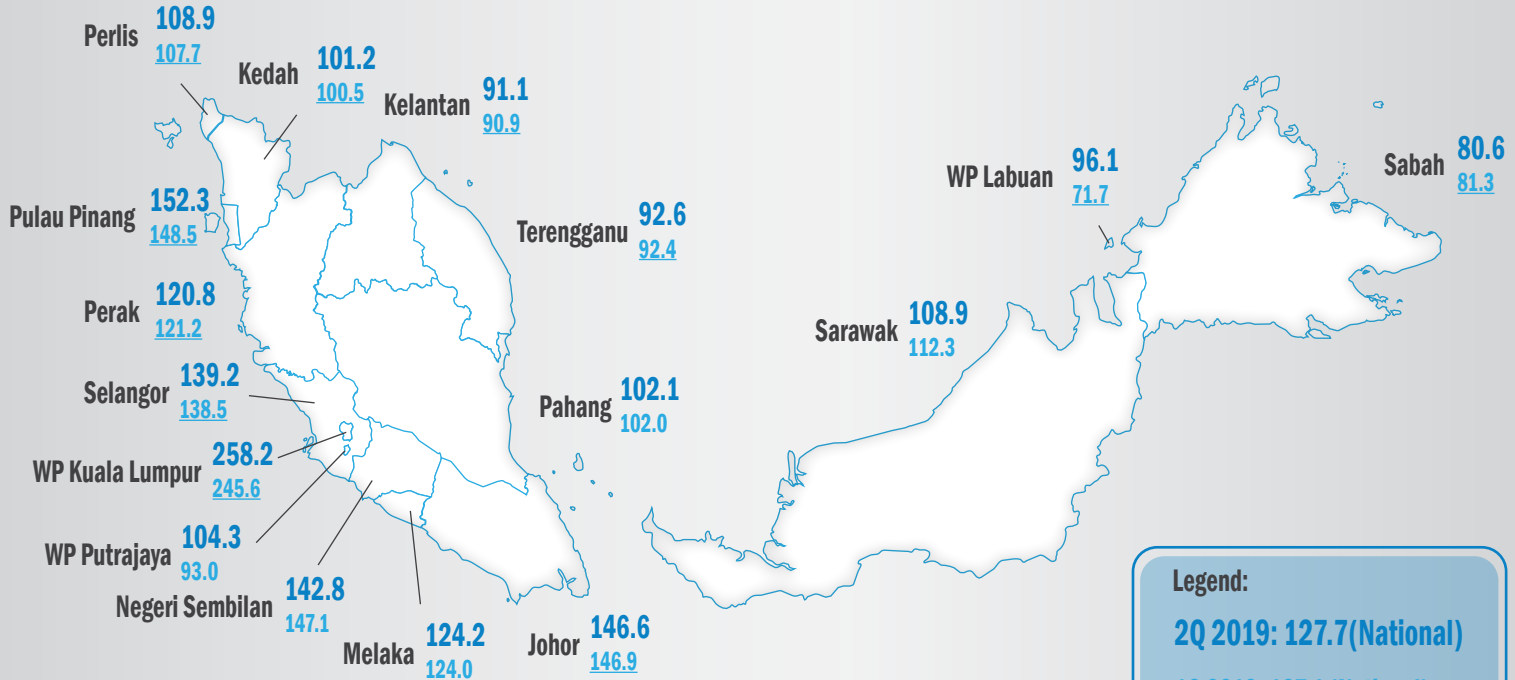 Perlis 108.9
107.7
Kedah 101.2
100.5
Kelantan 91.1
90.9
Pulau Pinang 152.3
148.5
Terengganu 92.6
92.4
Perak 120.8
121.2
Selangor 139.2
138.5
Pahang 102.1
102.0
WP Kuala Lumpur 258.2
245.6
WP Putrajaya 104.3
93.0
Negeri Sembilan 142.8
147.1
Melaka 124.2
124.0
Johor 146.6
146.9
WP Labuan 96.1
71.7
Sabah 80.6
81.3
Sarawak 108.9
112.3
Legend:
2Q 2019: 127.7(National)